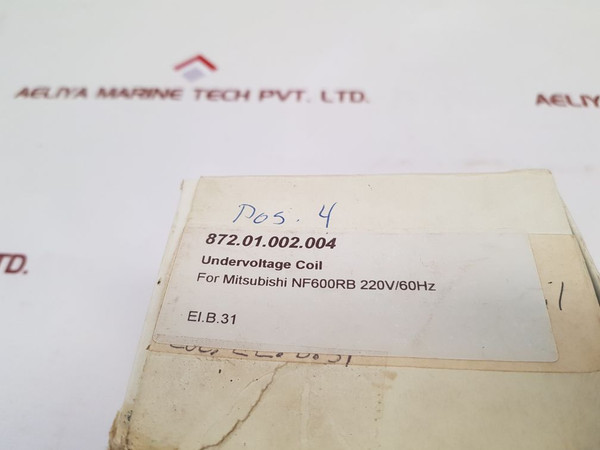 AELIYA MARINE TECH PVT. LTD.
AELIYA
TD.
Pos. 4
872.01.002.004
Undervoltage Coil
For Mitsubishi NF600RB 220V/60Hz
EI.B.31